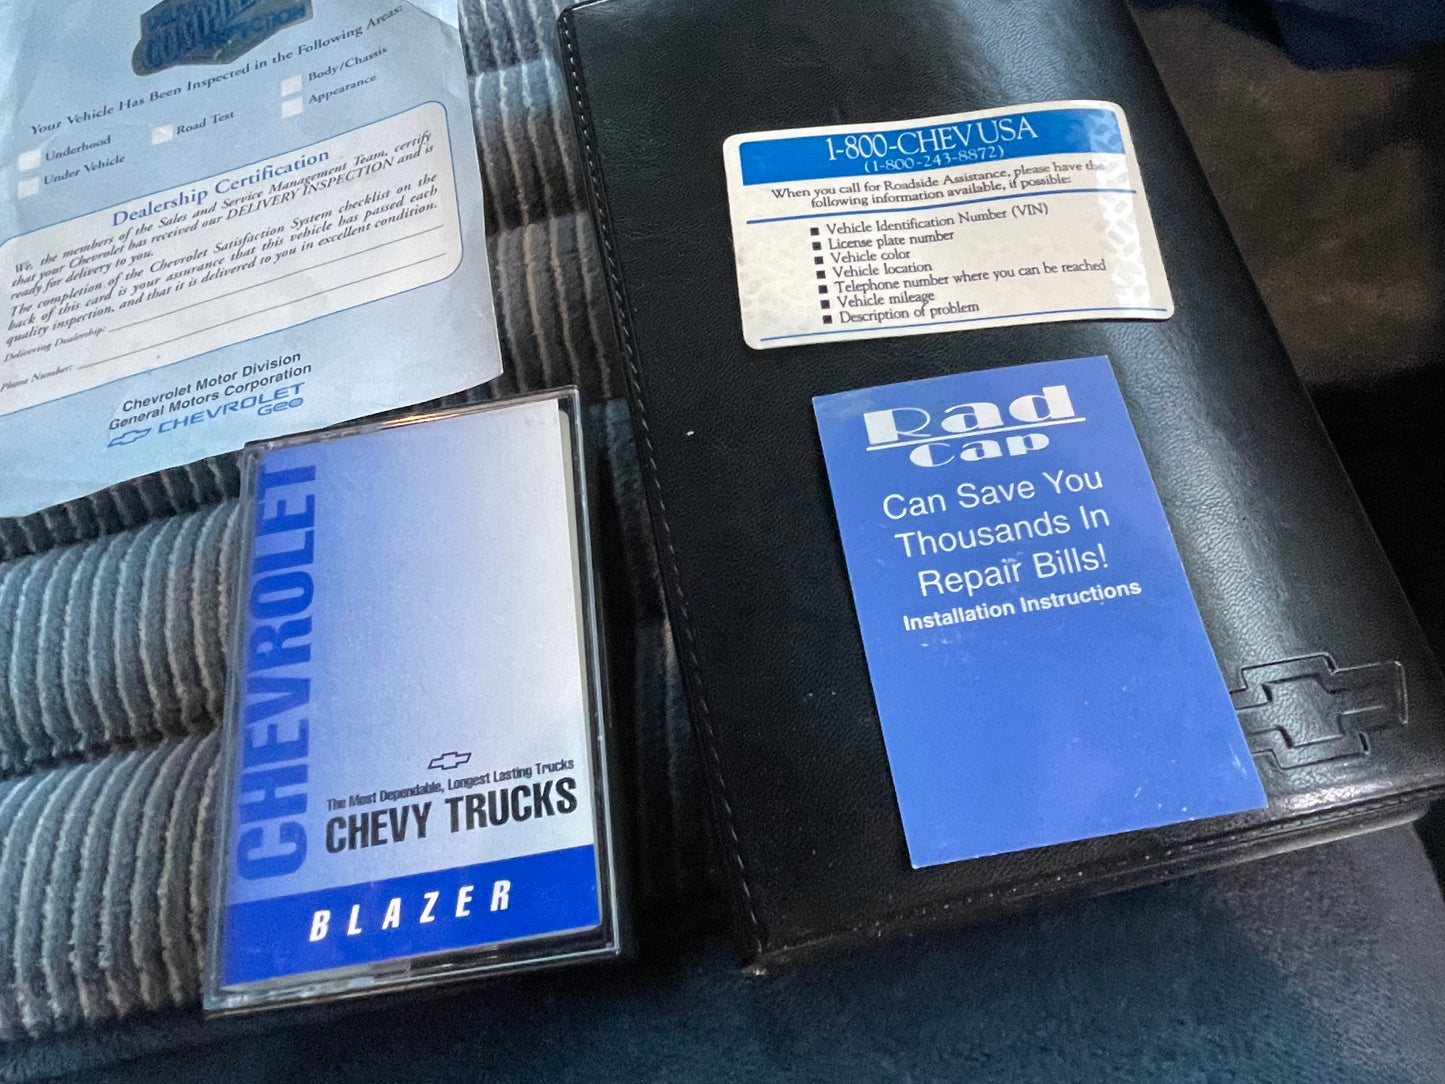 COMPLETE
Your Vehicle Has Been Inspected in the Following Areas:
Underhood
Road Test
Body/Chassis
Under Vehicle
Appearance
Dealership Certification
We, the members of the Sales and Service Management Team, certify
that your Chevrolet has received our DELIVERY INSPECTION and is
ready for delivery to you.
The completion of the Chevrolet Satisfaction System checklist on the
back of this card is your assurance that this vehicle has passed each
quality inspection, and that it is delivered to you in excellent condition.
Delivering Dealership:
Phone Number:
Chevrolet Motor Division
General Motors Corporation
CHEVROLET
Geo
CHEVROLET
The Most Dependable, Longest Lasting Trucks
CHEVY TRUCKS
BLAZER
1-800-CHEV USA
(1-800-243-8872)
When you call for Roadside Assistance, please have the
following information available, if possible:
■ Vehicle Identification Number (VIN)
■ License plate number
■ Vehicle color
■ Vehicle location
■ Telephone number where you can be reached
■ Vehicle mileage
■ Description of problem
Rad
Cap
Can Save You
Thousands In
Repair Bills!
Installation Instructions